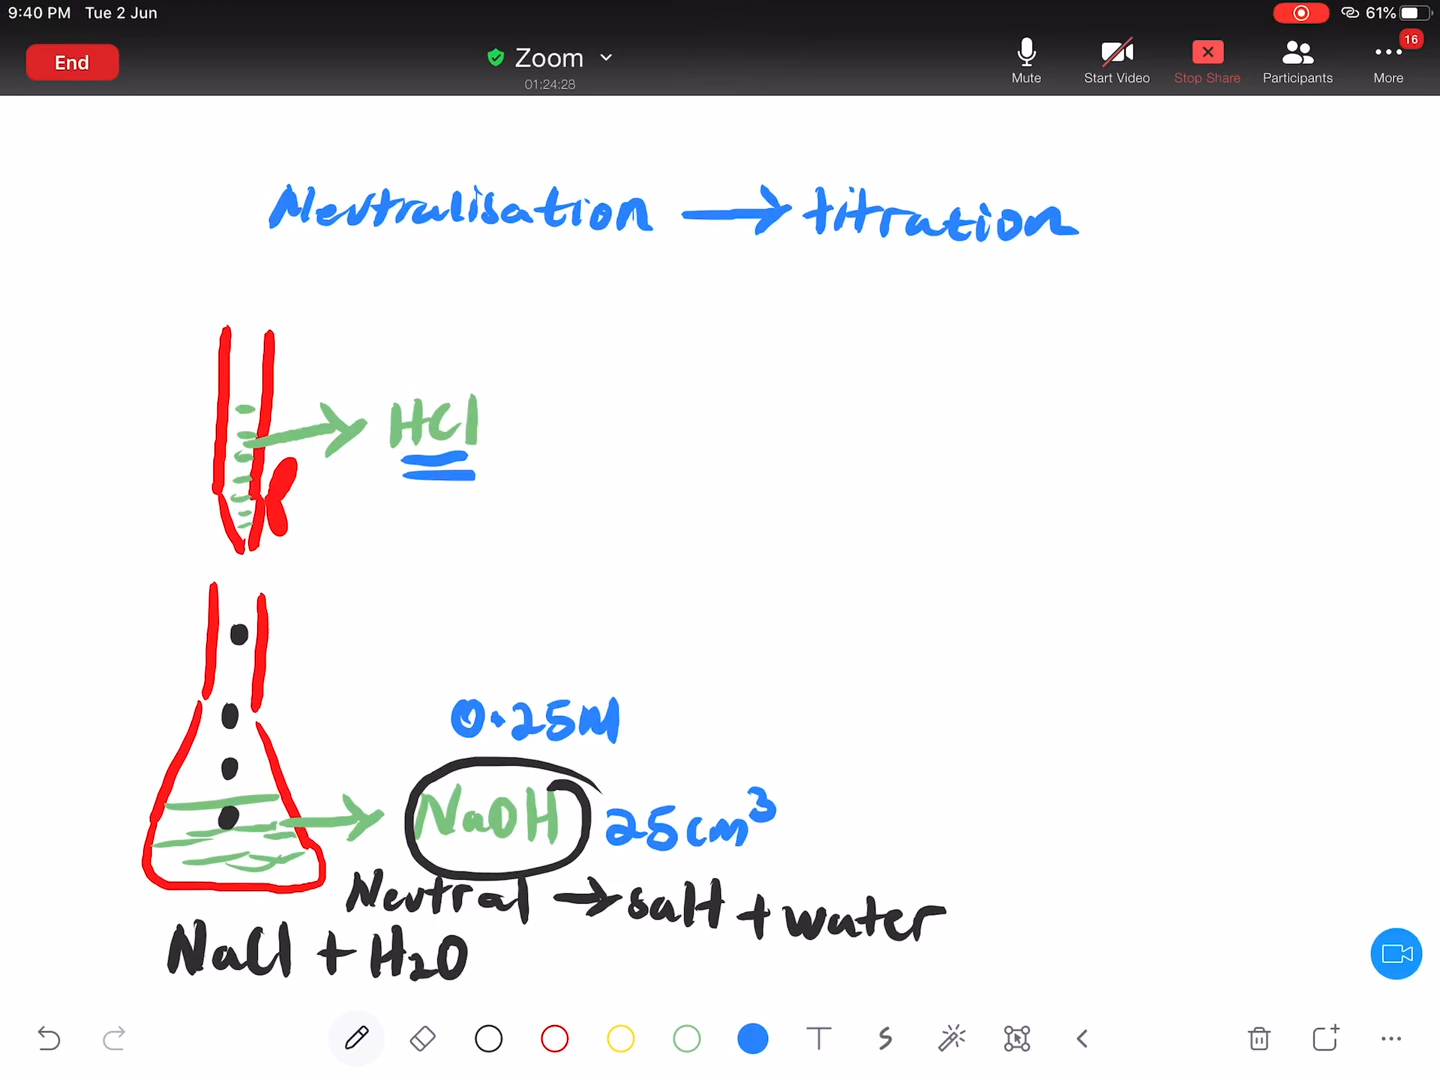 9:40 PM Tue 2 Jun
61%
End
Zoom
01:24:28
Mute
Start Video
Stop Share
Participants
More
16
Neutralisation → titration
HCl
0.25M
NaOH 25cm³
Neutral → salt + water
NaCl + H₂O
T